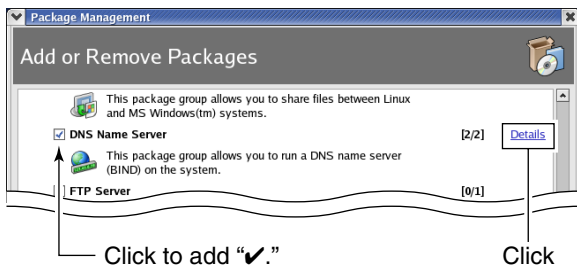 Package Management
Add or Remove Packages
This package group allows you to share files between Linux
and MS Windows(tm) systems.
DNS Name Server [2/2] Details
This package group allows you to run a DNS name server
(BIND) on the system.
FTP Server [0/1]
Click to add “✔.” Click